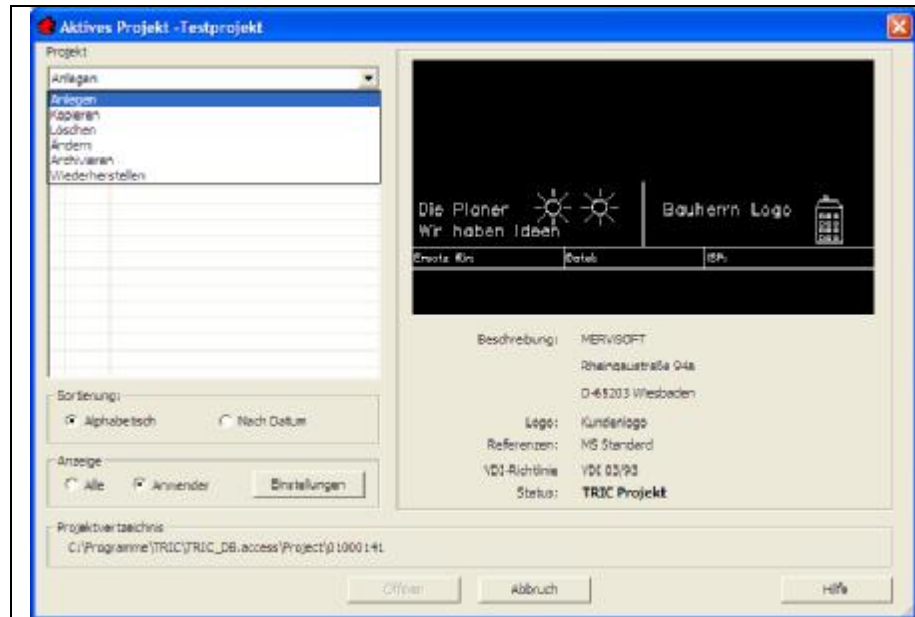 Aktives Projekt -Testprojekt
Projekt
Anlegen
Anlegen
Kopieren
Löschen
Ändern
Archivieren
Wiederherstellen
Die Planer
Wir haben Ideen
Bauherrn Logo
Ersatz für:
Datei:
Beschreibung: MERVISOFT
Rheingaustraße 94a
D-65203 Wiesbaden
Logo: Kundenlogo
Referenzen: MS Standard
VDI-Richtlinie VDI 03/93
Status: TRIC Projekt
Sortierung:
Alphabetisch Nach Datum
Anzeige
Alle Anwender Einstellungen
Projektverzeichnis
C:\Programme\TRIC\TRIC_DB.access\Project\01000141
Öffnen Abbruch Hilfe